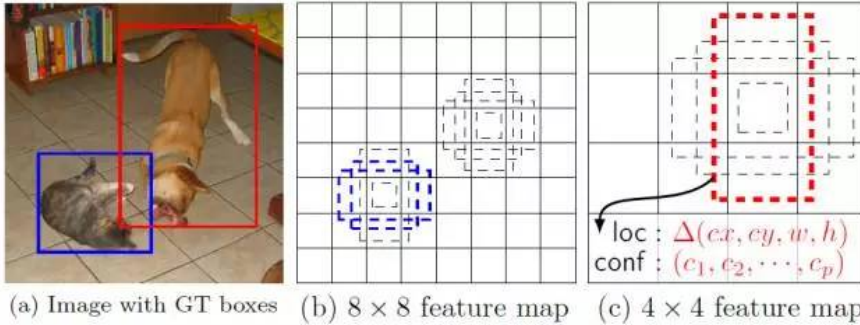 loc : Δ(cx, cy, w, h)
conf : (c₁, c₂, ⋯, cₚ)
(a) Image with GT boxes
(b) 8 × 8 feature map
(c) 4 × 4 feature map